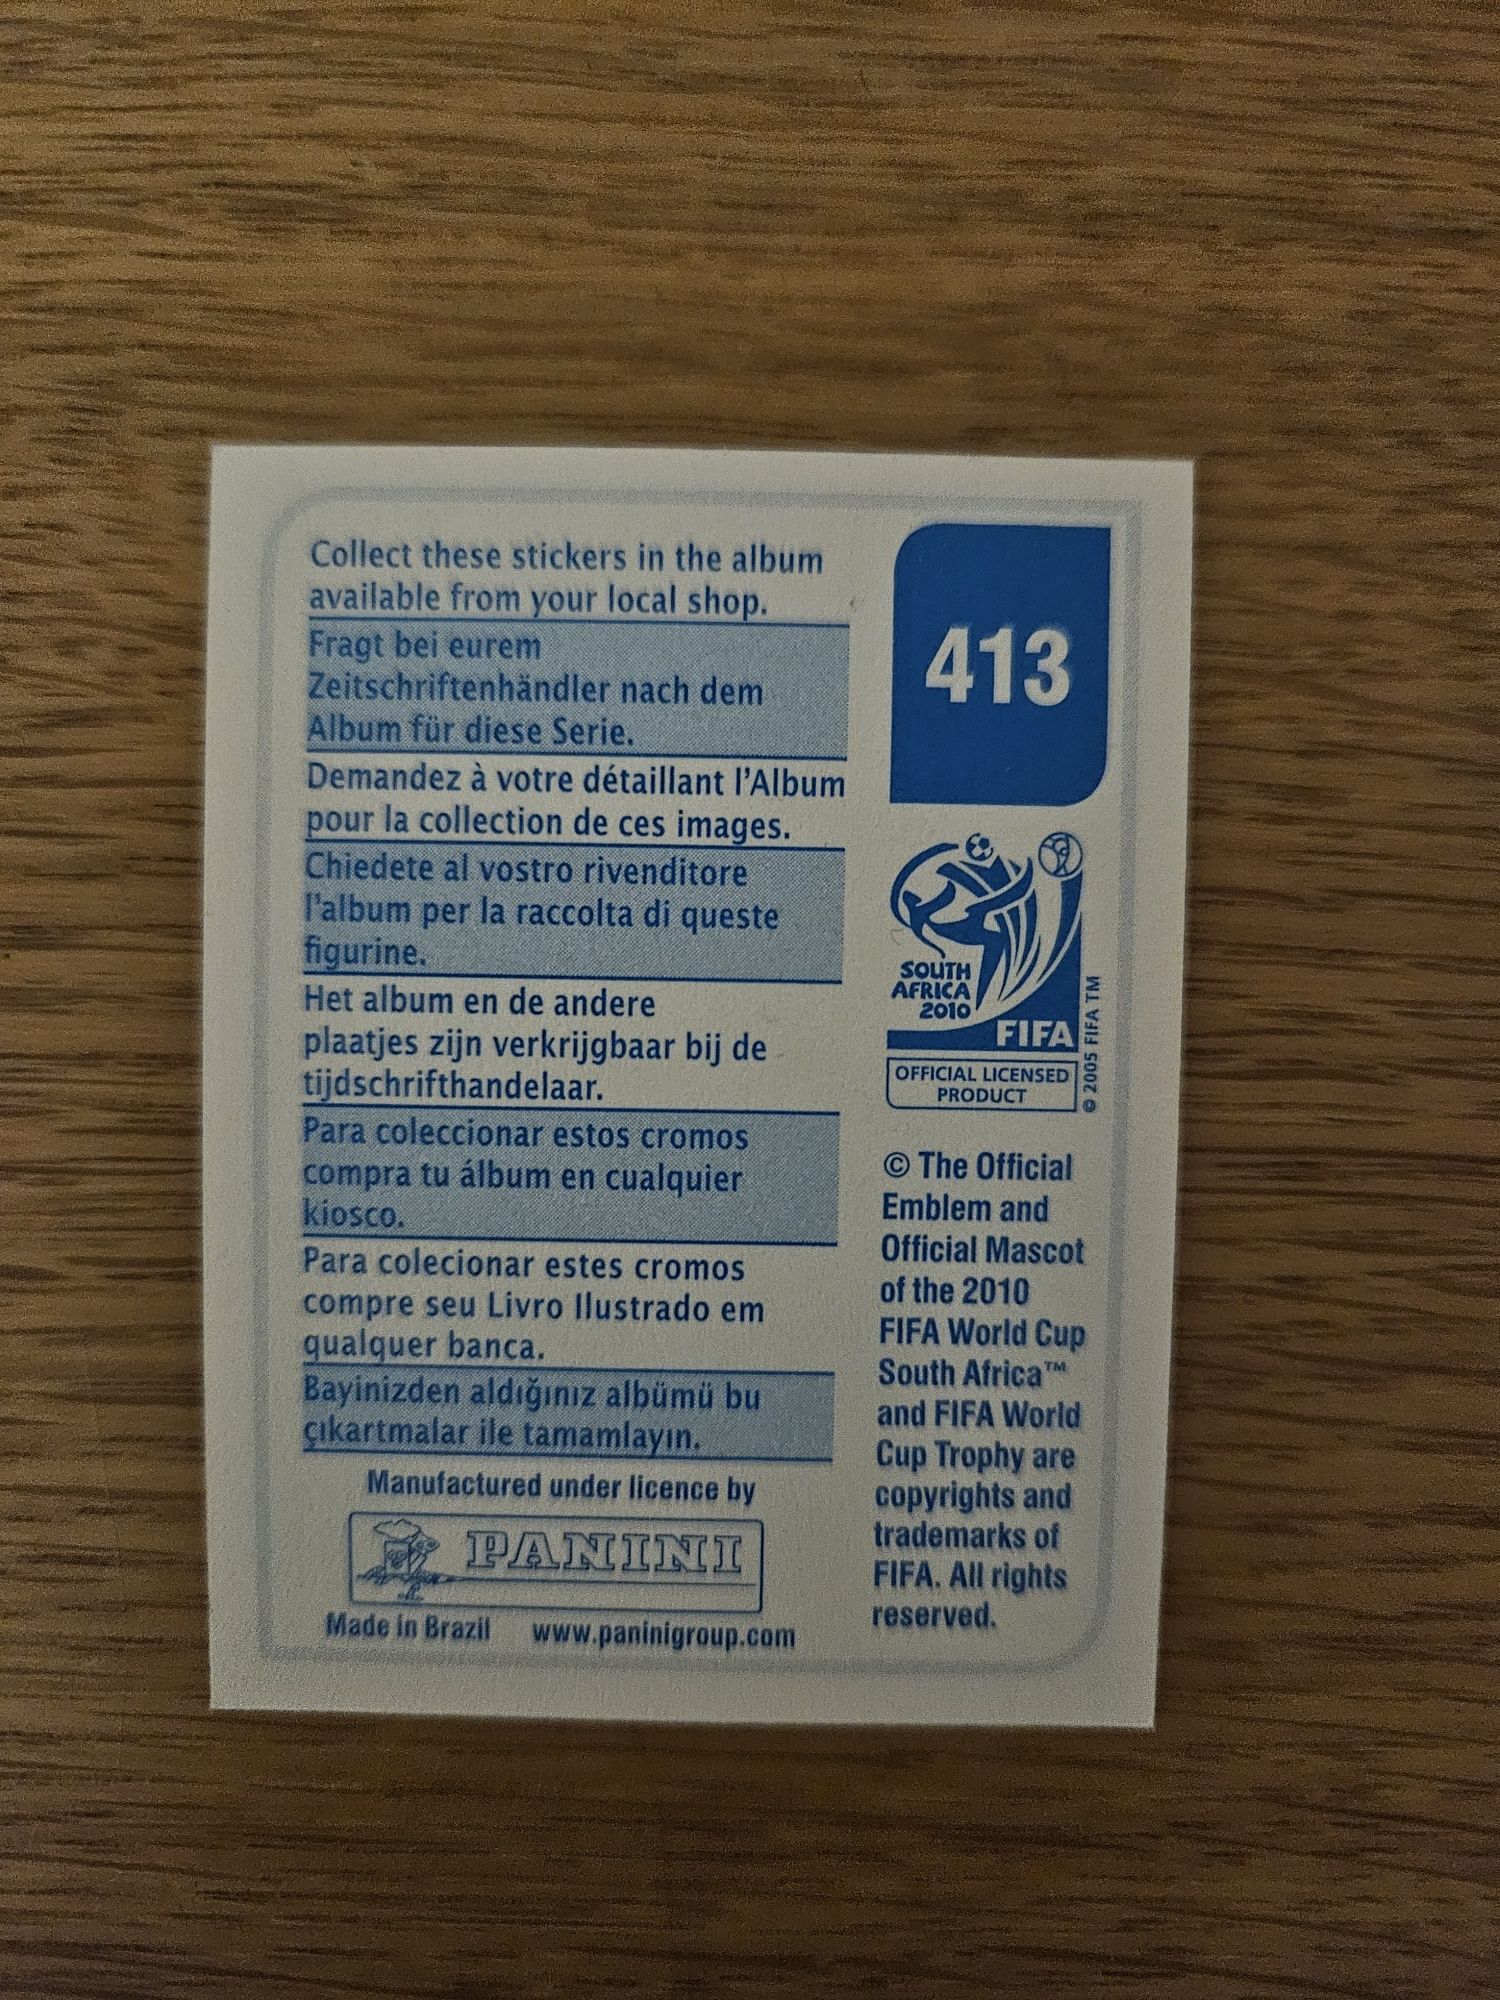 Collect these stickers in the album
available from your local shop.
Fragt bei eurem
Zeitschriftenhändler nach dem
Album für diese Serie.
Demandez à votre détaillant l'Album
pour la collection de ces images.
Chiedete al vostro rivenditore
l'album per la raccolta di queste
figurine.
Het album en de andere
plaatjes zijn verkrijgbaar bij de
tijdschrifthandelaar.
Para coleccionar estos cromos
compra tu álbum en cualquier
kiosco.
Para colecionar estes cromos
compre seu Livro Ilustrado em
qualquer banca.
Bayinizden aldığınız albümü bu
çıkartmalar ile tamamlayın.
Manufactured under licence by
PANINI
Made in Brazil www.paninigroup.com
413
SOUTH
AFRICA
2010
FIFA
OFFICIAL LICENSED
PRODUCT
© 2005 FIFA TM
© The Official
Emblem and
Official Mascot
of the 2010
FIFA World Cup
South Africa™
and FIFA World
Cup Trophy are
copyrights and
trademarks of
FIFA. All rights
reserved.